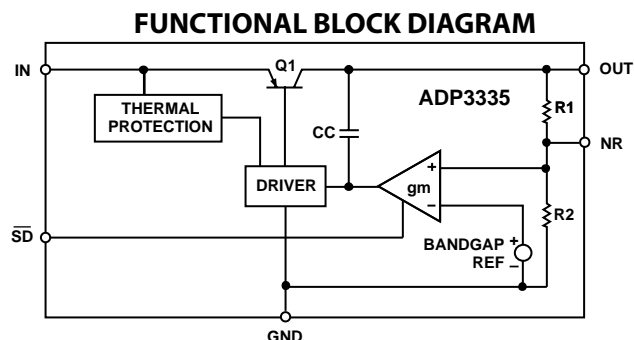 FUNCTIONAL BLOCK DIAGRAM
IN
Q1
OUT
THERMAL
PROTECTION
ADP3335
R1
CC
NR
DRIVER
+
gm
–
R2
SD
BANDGAP
REF
+
–
GND